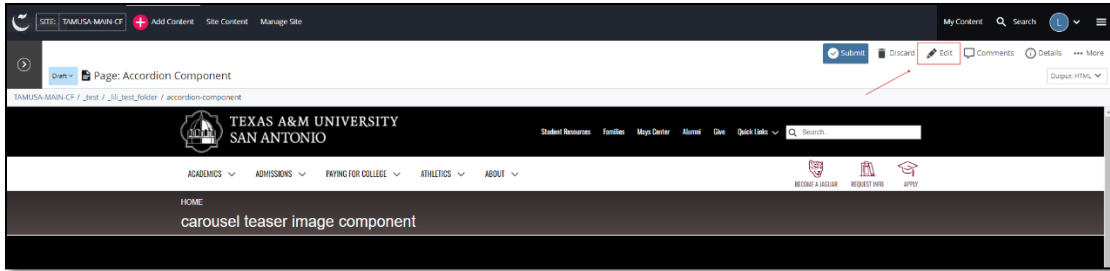 SITE: TAMUSA-MAIN-CF Add Content Site Content Manage Site My Content Search L
Submit Discard Edit Comments Details More
Draft Page: Accordion Component Output: HTML
TAMUSA-MAIN-CF / _test / _lili_test_folder / accordion-component
TEXAS A&M UNIVERSITY
SAN ANTONIO
Student Resources Families Mays Center Alumni Give Quick Links Search...
ACADEMICS ADMISSIONS PAYING FOR COLLEGE ATHLETICS ABOUT
BECOME A JAGUAR REQUEST INFO APPLY
HOME
carousel teaser image component